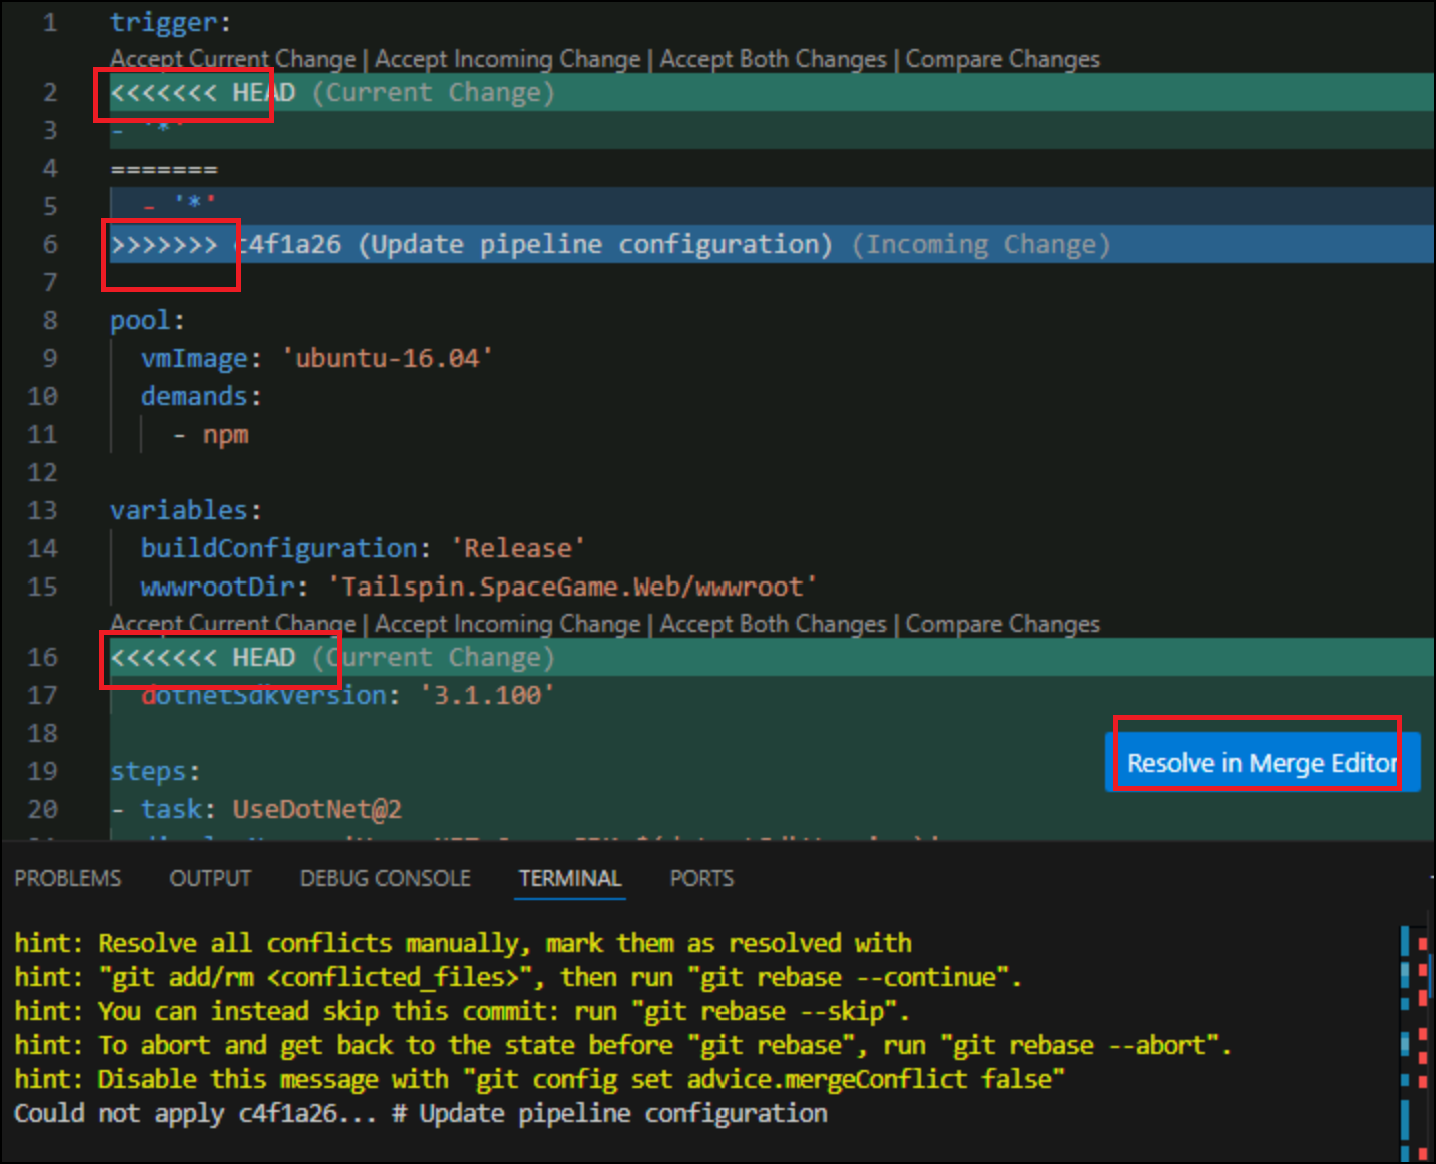 1 trigger:
Accept Current Change | Accept Incoming Change | Accept Both Changes | Compare Changes
2 <<<<<<< HEAD (Current Change)
3 - '*'
4 =======
5   - '*'
6 >>>>>>> c4f1a26 (Update pipeline configuration) (Incoming Change)
7
8 pool:
9   vmImage: 'ubuntu-16.04'
10   demands:
11     - npm
12
13 variables:
14   buildConfiguration: 'Release'
15   wwwrootDir: 'Tailspin.SpaceGame.Web/wwwroot'
Accept Current Change | Accept Incoming Change | Accept Both Changes | Compare Changes
16 <<<<<<< HEAD (Current Change)
17   dotnetSdkVersion: '3.1.100'
18
Resolve in Merge Editor
19 steps:
20 - task: UseDotNet@2
PROBLEMS OUTPUT DEBUG CONSOLE TERMINAL PORTS
hint: Resolve all conflicts manually, mark them as resolved with
hint: "git add/rm <conflicted_files>", then run "git rebase --continue".
hint: You can instead skip this commit: run "git rebase --skip".
hint: To abort and get back to the state before "git rebase", run "git rebase --abort".
hint: Disable this message with "git config set advice.mergeConflict false"
Could not apply c4f1a26... # Update pipeline configuration